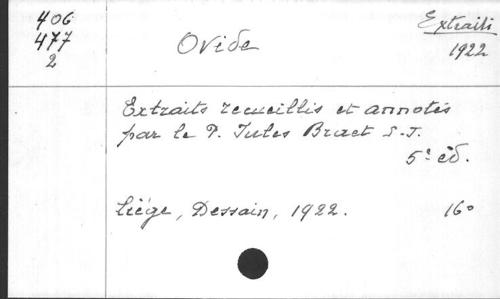 406
477
2
Ovide
Extraits
1922
Extraits recueillis et annotés
par le P. Jules Braet S.J.
5e éd.
Liége, Dessain, 1922. 16°